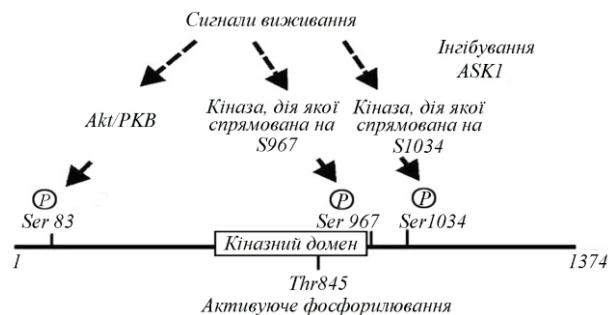 Сигнали виживання
Інгібування
ASK1
Akt/PKB
Кіназа, дія якої
спрямована на
S967
Кіназа, дія якої
спрямована на
S1034
P
P
P
Ser 83
Ser 967
Ser1034
Кіназний домен
1
1374
Thr845
Активуюче фосфорилювання